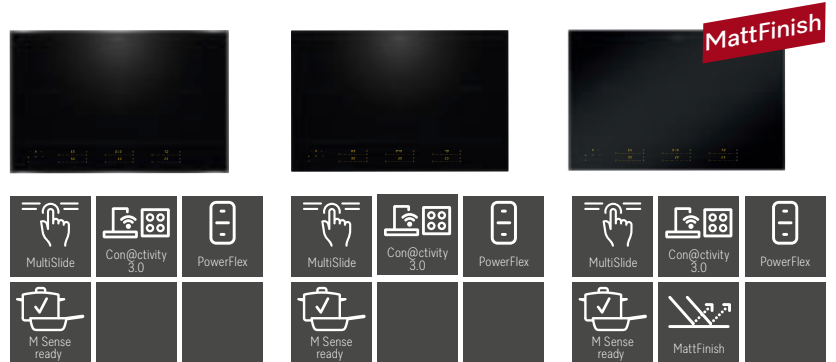 MattFinish
MultiSlide
Con@ctivity
3.0
PowerFlex
MultiSlide
Con@ctivity
3.0
PowerFlex
MultiSlide
Con@ctivity
3.0
PowerFlex
M Sense
ready
M Sense
ready
M Sense
ready
MattFinish